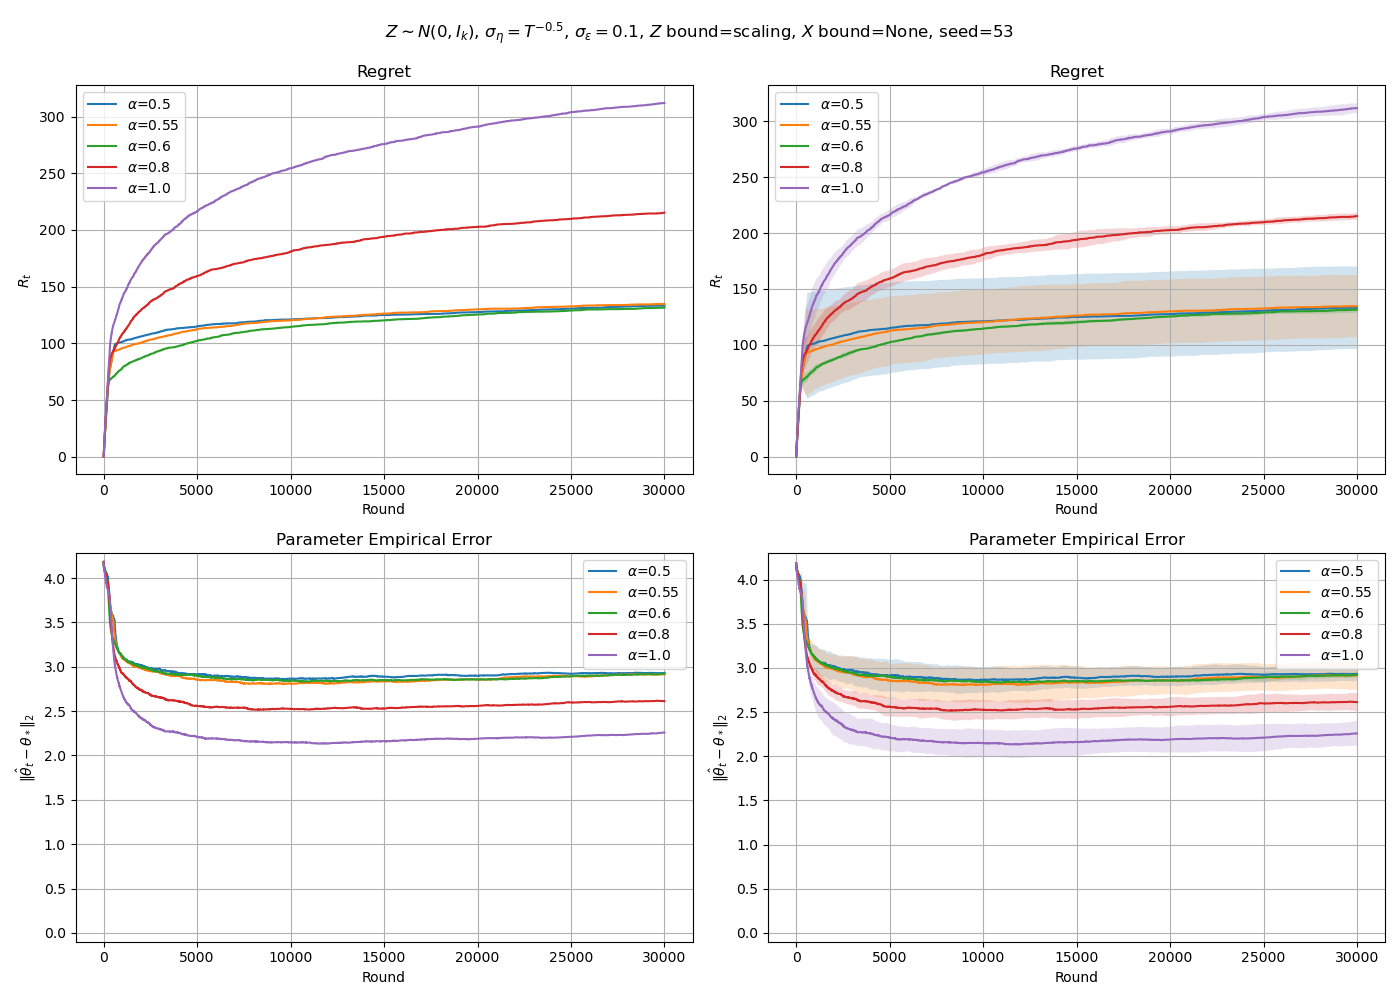 Z ~ N(0, I_k), σ_η = T^{-0.5}, σ_ε = 0.1, Z bound=scaling, X bound=None, seed=53
Regret
α=0.5
α=0.55
α=0.6
α=0.8
α=1.0
300
250
200
150
100
50
0
R_t
0 5000 10000 15000 20000 25000 30000
Round
Regret
α=0.5
α=0.55
α=0.6
α=0.8
α=1.0
300
250
200
150
100
50
0
R_t
0 5000 10000 15000 20000 25000 30000
Round
Parameter Empirical Error
α=0.5
α=0.55
α=0.6
α=0.8
α=1.0
4.0
3.5
3.0
2.5
2.0
1.5
1.0
0.5
0.0
‖θ̂_t − θ_*‖_2
0 5000 10000 15000 20000 25000 30000
Round
Parameter Empirical Error
α=0.5
α=0.55
α=0.6
α=0.8
α=1.0
4.0
3.5
3.0
2.5
2.0
1.5
1.0
0.5
0.0
‖θ̂_t − θ_*‖_2
0 5000 10000 15000 20000 25000 30000
Round